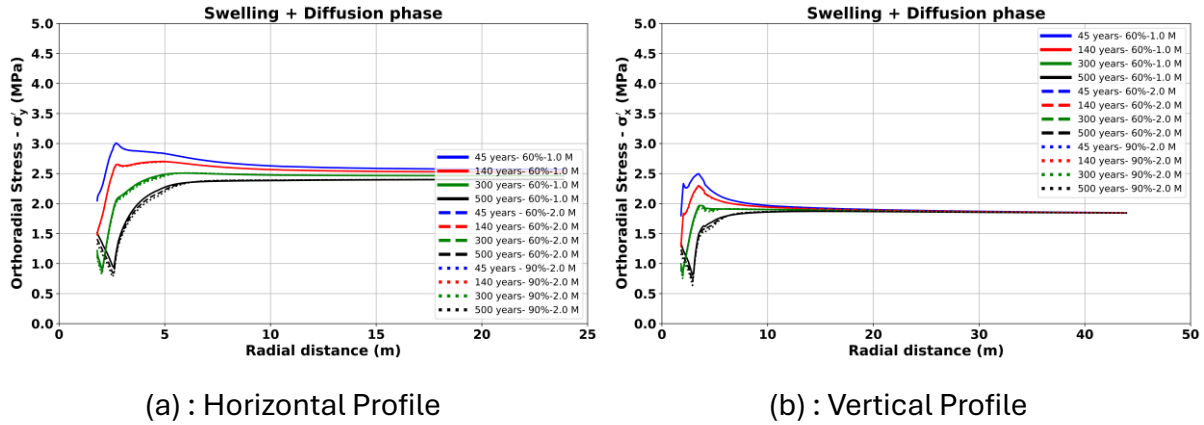 Swelling + Diffusion phase
5.0
4.5
4.0
3.5
3.0
2.5
2.0
1.5
1.0
0.5
0.0
Orthoradial Stress - σ′y (MPa)
45 years- 60%-1.0 M
140 years- 60%-1.0 M
300 years- 60%-1.0 M
500 years- 60%-1.0 M
45 years - 60%-2.0 M
140 years- 60%-2.0 M
300 years- 60%-2.0 M
500 years- 60%-2.0 M
45 years - 90%-2.0 M
140 years- 90%-2.0 M
300 years- 90%-2.0 M
500 years- 90%-2.0 M
0 5 10 15 20 25
Radial distance (m)
(a) : Horizontal Profile
Swelling + Diffusion phase
5.0
4.5
4.0
3.5
3.0
2.5
2.0
1.5
1.0
0.5
0.0
Orthoradial Stress - σ′x (MPa)
45 years- 60%-1.0 M
140 years- 60%-1.0 M
300 years- 60%-1.0 M
500 years- 60%-1.0 M
45 years- 60%-2.0 M
140 years- 60%-2.0 M
300 years- 60%-2.0 M
500 years- 60%-2.0 M
45 years- 90%-2.0 M
140 years- 90%-2.0 M
300 years- 90%-2.0 M
500 years- 90%-2.0 M
0 10 20 30 40 50
Radial distance (m)
(b) : Vertical Profile